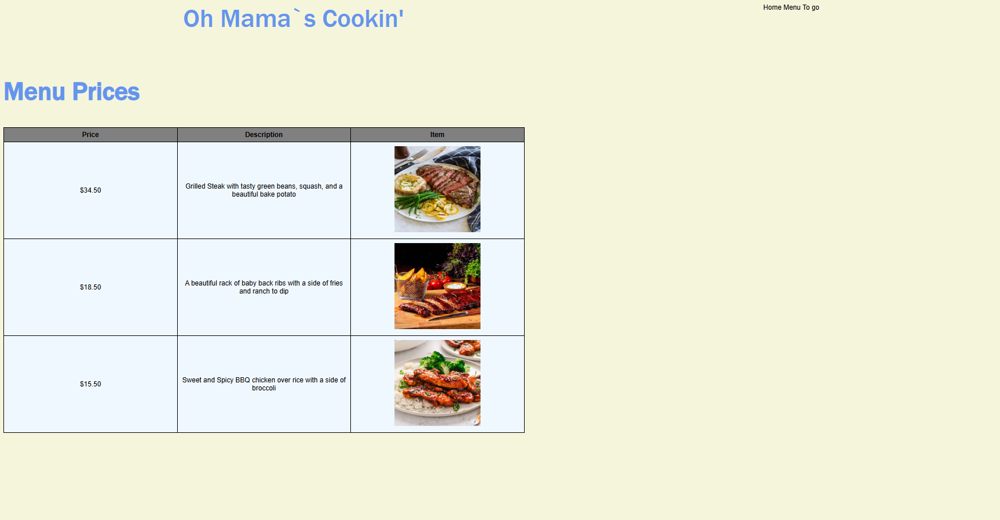 Oh Mama`s Cookin'
Home Menu To go
Menu Prices
Price Description Item
$34.50
Grilled Steak with tasty green beans, squash, and a
beautiful bake potato
$18.50
A beautiful rack of baby back ribs with a side of fries
and ranch to dip
$15.50
Sweet and Spicy BBQ chicken over rice with a side of
broccoli